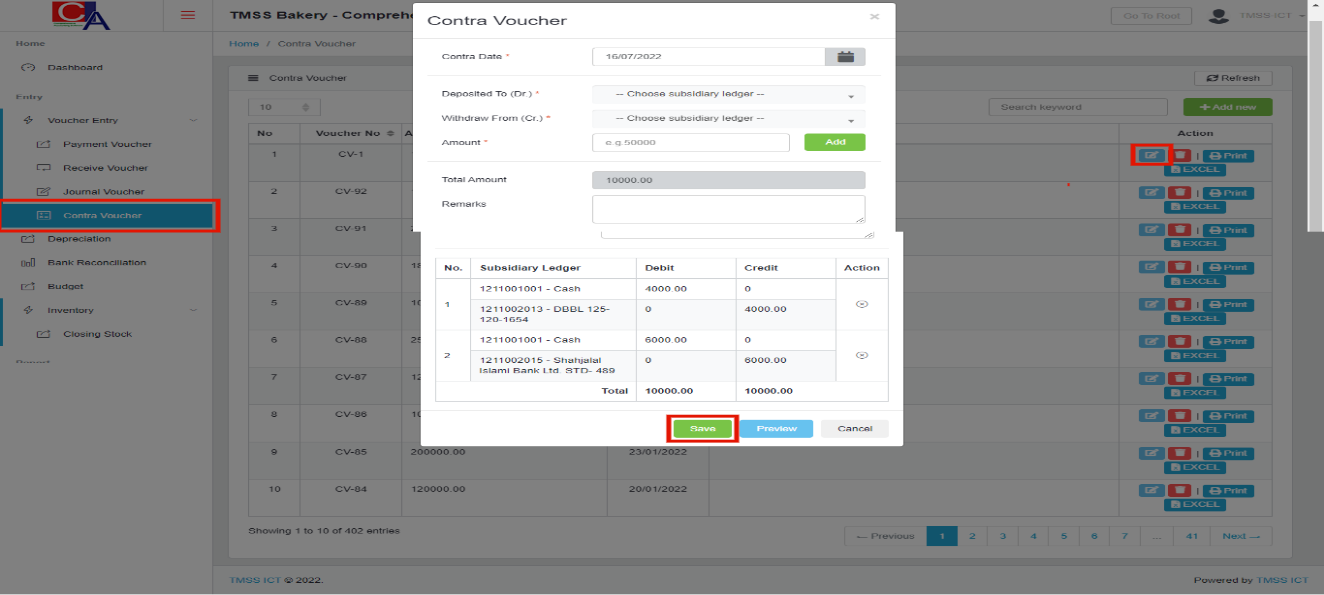 CA
TMSS Bakery - Comprehe
Go To Root
TMSS ICT
Home
Dashboard
Entry
Voucher Entry
Payment Voucher
Receive Voucher
Journal Voucher
Contra Voucher
Depreciation
Bank Reconciliation
Budget
Inventory
Closing Stock
Home / Contra Voucher
Contra Voucher
Refresh
10
Search keyword
+ Add new
No Voucher No A Action
1 CV-1 Print
EXCEL
2 CV-92 Print
EXCEL
3 CV-91 Print
EXCEL
4 CV-90 18 Print
EXCEL
5 CV-89 10 Print
EXCEL
6 CV-88 25 Print
EXCEL
7 CV-87 12 Print
EXCEL
8 CV-86 10 Print
EXCEL
9 CV-85 200000.00 23/01/2022 Print
EXCEL
10 CV-84 120000.00 20/01/2022 Print
EXCEL
Showing 1 to 10 of 402 entries
← Previous 1 2 3 4 5 6 7 ... 41 Next →
TMSS ICT © 2022.
Powered by TMSS ICT
Contra Voucher
×
Contra Date *
16/07/2022
Deposited To (Dr.) *
-- Choose subsidiary ledger --
Withdraw From (Cr.) *
-- Choose subsidiary ledger --
Amount *
e.g.50000
Add
Total Amount
10000.00
Remarks
No. Subsidiary Ledger Debit Credit Action
1 1211001001 - Cash 4000.00 0
1211002013 - DBBL 125-
120-1654 0 4000.00
2 1211001001 - Cash 6000.00 0
1211002015 - Shahjalal
Islami Bank Ltd. STD- 489 0 6000.00
Total 10000.00 10000.00
Save
Preview
Cancel